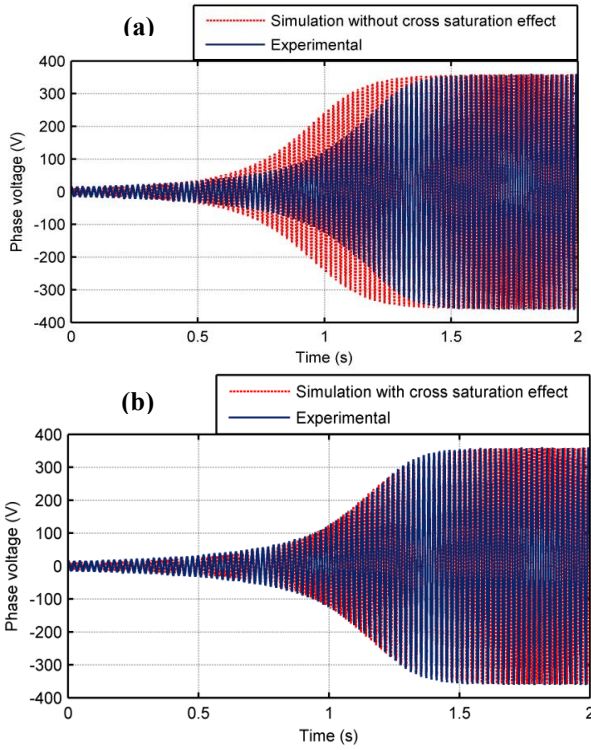 (a)
Simulation without cross saturation effect
Experimental
400
300
200
100
0
-100
-200
-300
-400
Phase voltage (V)
0
0.5
1
1.5
2
Time (s)
(b)
Simulation with cross saturation effect
Experimental
400
300
200
100
0
-100
-200
-300
-400
Phase voltage (V)
0
0.5
1
1.5
2
Time (s)